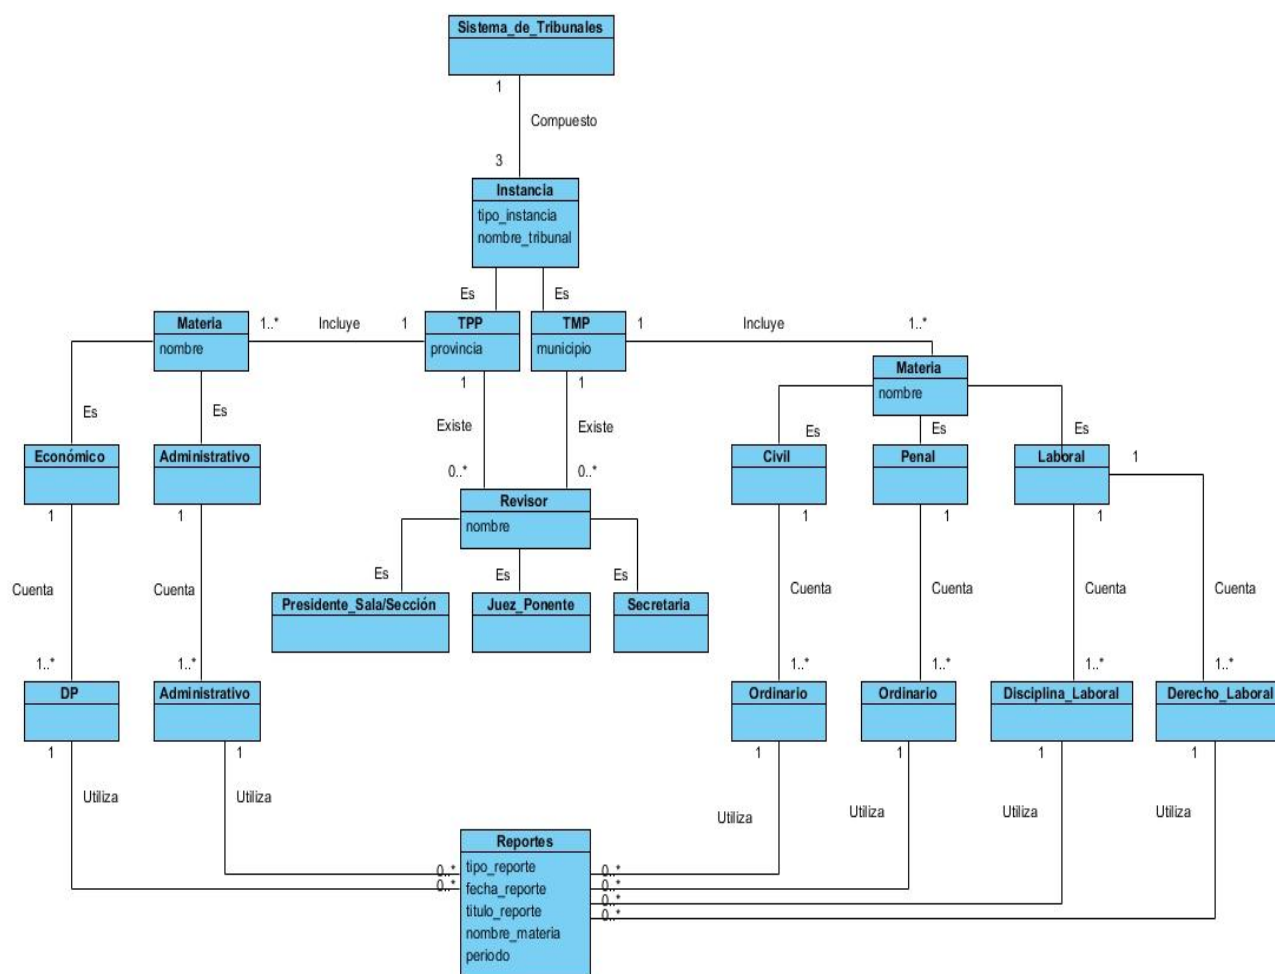 Sistema_de_Tribunales
1
Compuesto
3
Instancia
tipo_instancia
nombre_tribunal
Es
Es
Materia
nombre
1..*
Incluye
1
TPP
provincia
TMP
municipio
1
Incluye
1..*
Materia
nombre
1
1
Es
Es
Existe
Existe
Es
Es
Es
0..*
0..*
Económico
Administrativo
Civil
Penal
Laboral
1
Revisor
nombre
1
1
1
1
1
Es
Es
Es
Cuenta
Cuenta
Cuenta
Cuenta
Cuenta
Cuenta
Presidente_Sala/Sección
Juez_Ponente
Secretaria
1..*
1..*
1..*
1..*
1..*
1..*
DP
Administrativo
Ordinario
Ordinario
Disciplina_Laboral
Derecho_Laboral
1
1
1
1
1
1
Utiliza
Utiliza
Utiliza
Utiliza
Utiliza
Utiliza
Reportes
tipo_reporte
fecha_reporte
titulo_reporte
nombre_materia
periodo
0..*
0..*
0..*
0..*
0..*
0..*